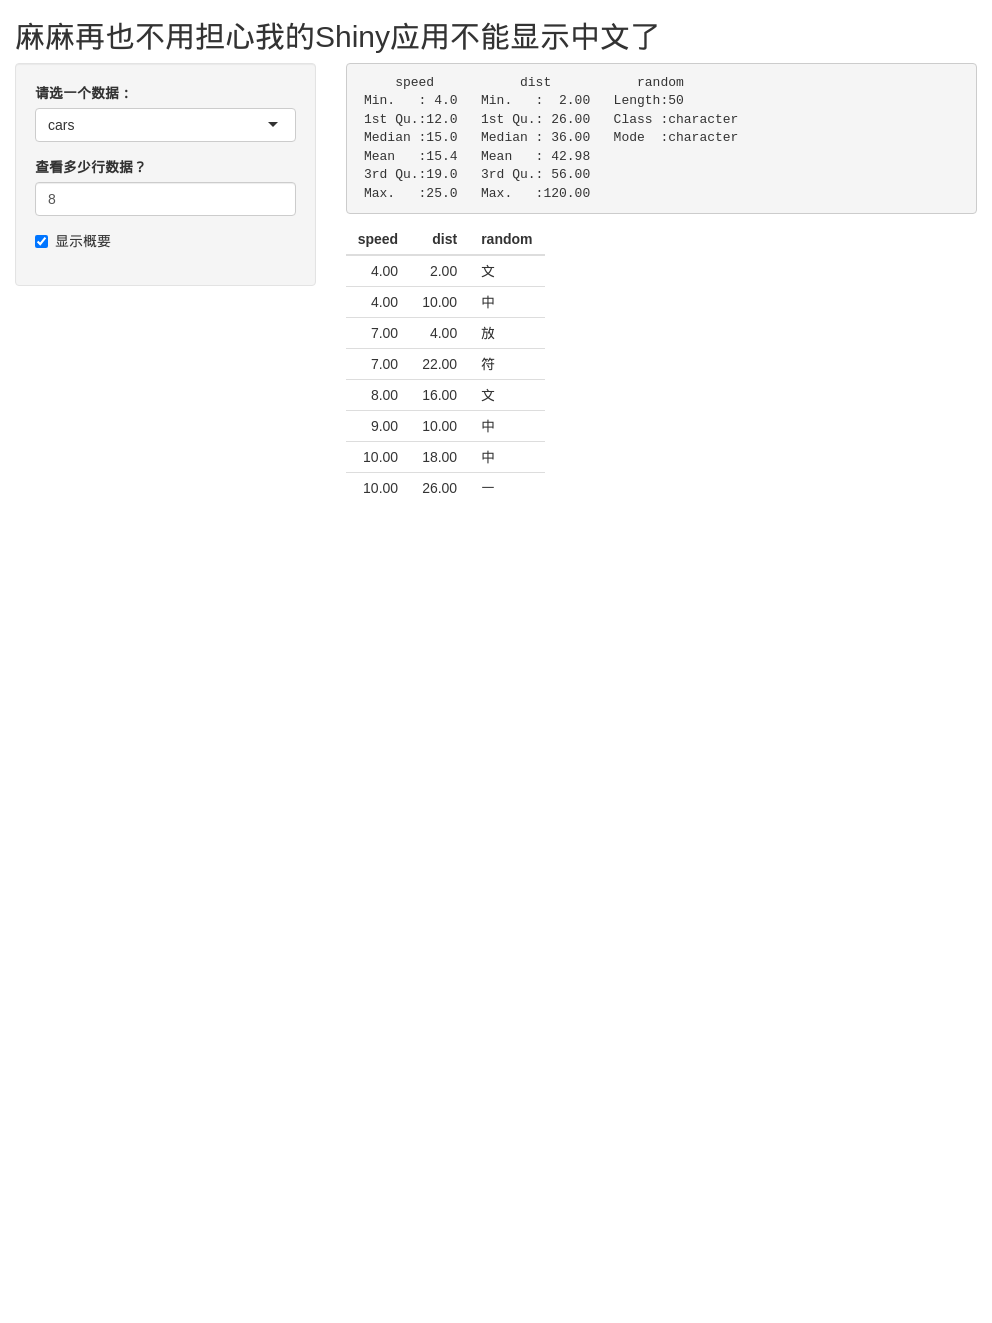 麻麻再也不用担心我的Shiny应用不能显示中文了
请选一个数据：
cars
查看多少行数据？
8
显示概要
speed dist random
Min. : 4.0 Min. : 2.00 Length:50
1st Qu.:12.0 1st Qu.: 26.00 Class :character
Median :15.0 Median : 36.00 Mode :character
Mean :15.4 Mean : 42.98
3rd Qu.:19.0 3rd Qu.: 56.00
Max. :25.0 Max. :120.00
speed dist random
4.00 2.00 文
4.00 10.00 中
7.00 4.00 放
7.00 22.00 符
8.00 16.00 文
9.00 10.00 中
10.00 18.00 中
10.00 26.00 一